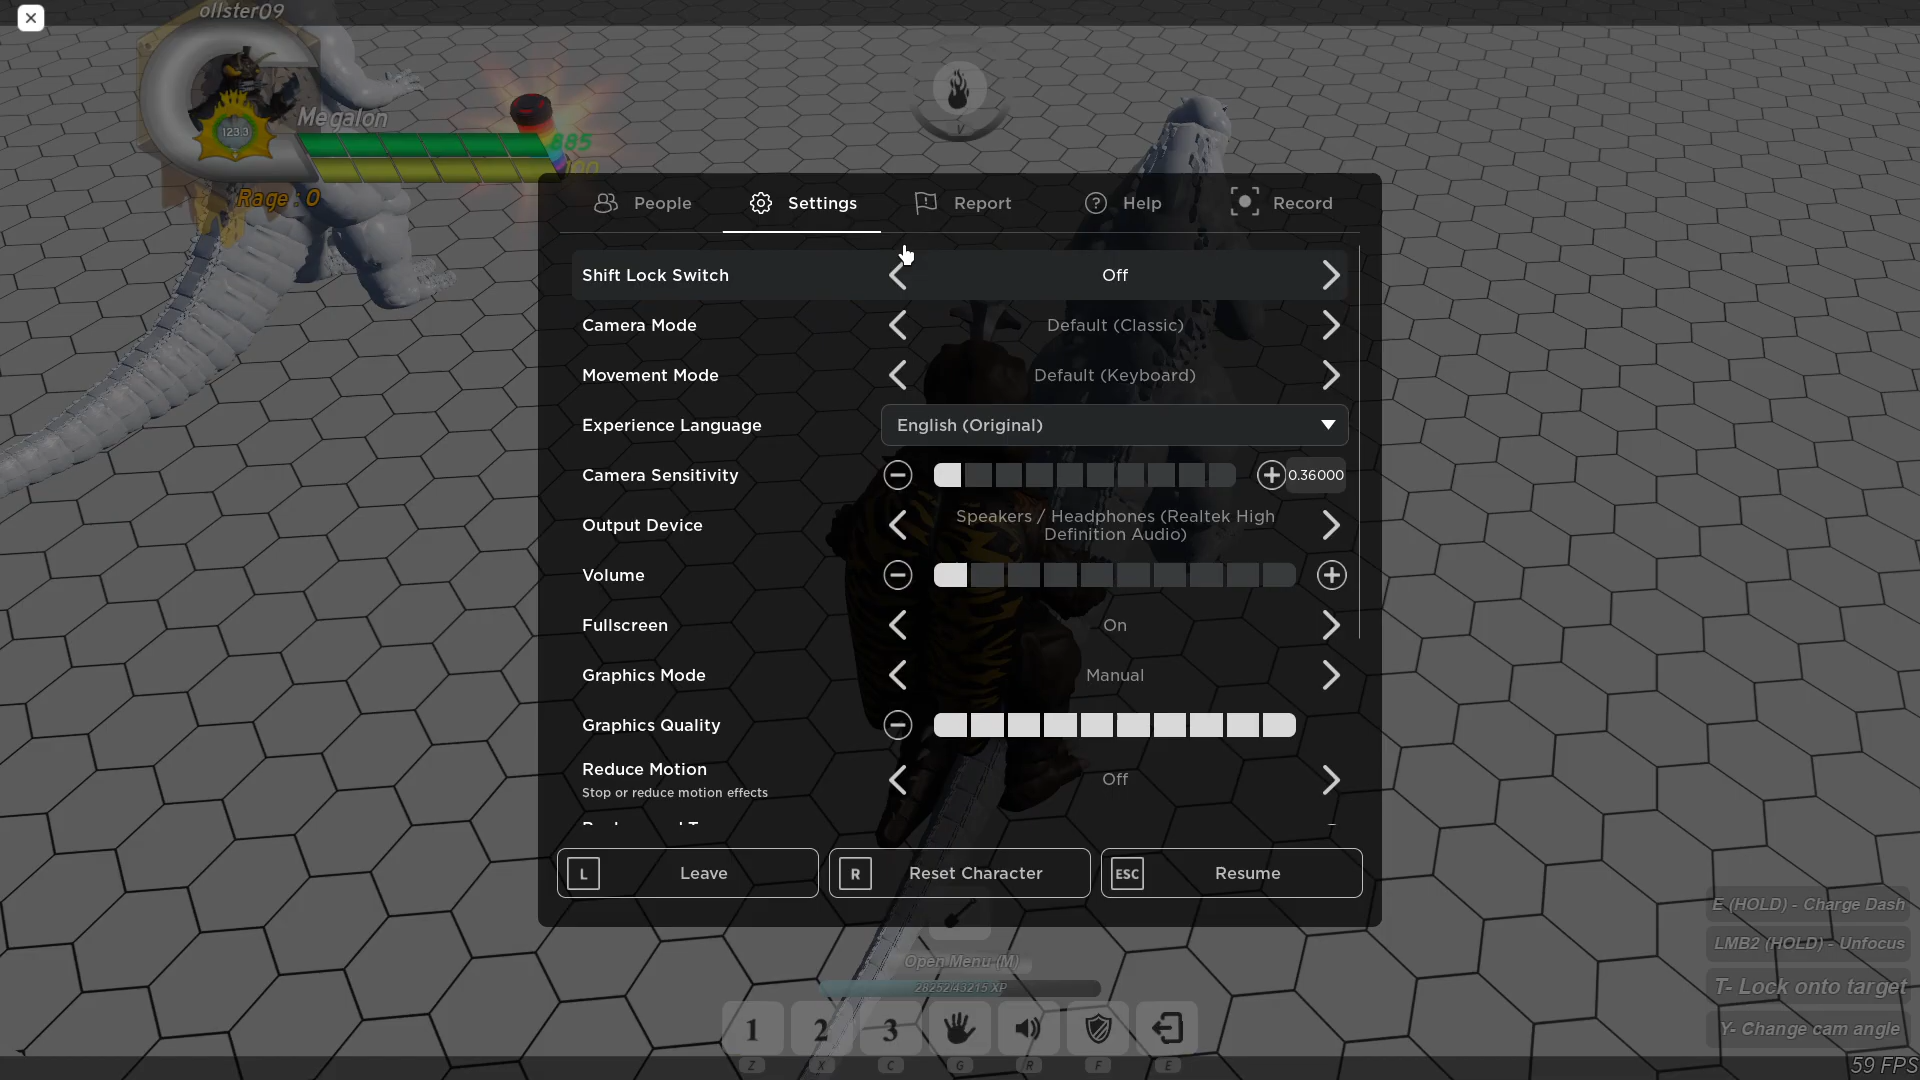 ollster09
123.3
Megalon
885
100
Rage : 0
V
People
Settings
Report
Help
Record
Shift Lock Switch
Off
Camera Mode
Default (Classic)
Movement Mode
Default (Keyboard)
Experience Language
English (Original)
Camera Sensitivity
0.36000
Output Device
Speakers / Headphones (Realtek High
Definition Audio)
Volume
Fullscreen
On
Graphics Mode
Manual
Graphics Quality
Reduce Motion
Stop or reduce motion effects
Off
L
Leave
R
Reset Character
ESC
Resume
E (HOLD) - Charge Dash
LMB2 (HOLD) - Unfocus
T- Lock onto target
Y- Change cam angle
Open Menu (M)
28252/43215 XP
1
2
3
Z
X
C
G
R
F
E
59 FPS